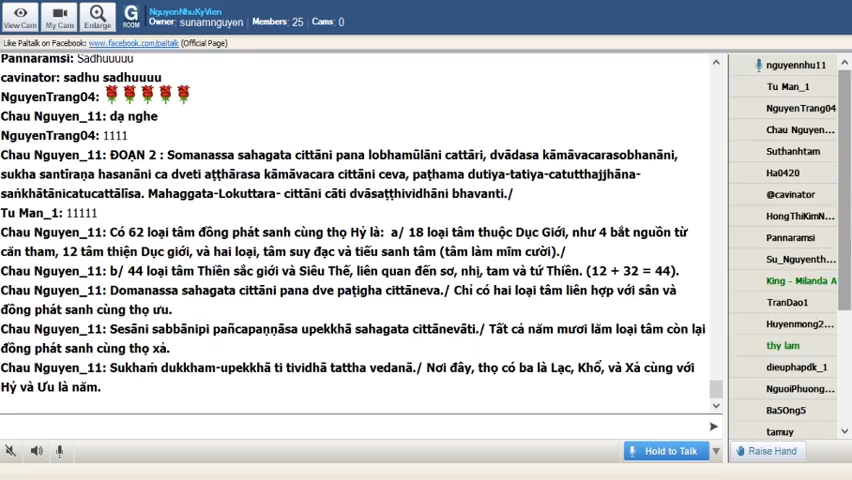 View Cam
My Cam
Enlarge
G
ROOM
NguyenNhuKyVien
Owner: sunamnguyen Members: 25 Cams: 0
Like Paltalk on Facebook: www.facebook.com/paltalk (Official Page)
Pannaramsi: Sadhuuuuu
cavinator: sadhu sadhuuuu
NguyenTrang04:
Chau Nguyen_11: dạ nghe
NguyenTrang04: 1111
Chau Nguyen_11: ĐOẠN 2 : Somanassa sahagata cittāni pana lobhamūlāni cattāri, dvādasa kāmāvacarasobhanāni,
sukha santīraṇa hasanāni ca dveti aṭṭhārasa kāmāvacara cittāni ceva, paṭhama dutiya-tatiya-catutthajjhāna-
saṅkhātānicatucattālīsa. Mahaggata-Lokuttara- cittāni cāti dvāsaṭṭhividhāni bhavanti./
Tu Man_1: 11111
Chau Nguyen_11: Có 62 loại tâm đồng phát sanh cùng thọ Hỷ là: a/ 18 loại tâm thuộc Dục Giới, như 4 bắt nguồn từ
căn tham, 12 tâm thiện Dục giới, và hai loại, tâm suy đạc và tiếu sanh tâm (tâm làm mĩm cười)./
Chau Nguyen_11: b/ 44 loại tâm Thiền sắc giới và Siêu Thế, liên quan đến sơ, nhị, tam và tứ Thiền. (12 + 32 = 44).
Chau Nguyen_11: Domanassa sahagata cittāni pana dve paṭigha cittāneva./ Chỉ có hai loại tâm liên hợp với sân và
đồng phát sanh cùng thọ ưu.
Chau Nguyen_11: Sesāni sabbānipi pañcapaṇṇāsa upekkhā sahagata cittānevāti./ Tất cả năm mươi lăm loại tâm còn lại
đồng phát sanh cùng thọ xả.
Chau Nguyen_11: Sukhaṁ dukkham-upekkhā ti tividhā tattha vedanā./ Nơi đây, thọ có ba là Lạc, Khổ, và Xả cùng với
Hỷ và Ưu là năm.
Hold to Talk
nguyennhu11
Tu Man_1
NguyenTrang04
Chau Nguyen...
Suthanhtam
Ha0420
@cavinator
HongThiKimN...
Pannaramsi
Su_Nguyenth...
King - Milanda A
TranDao1
Huyenmong2...
thy lam
dieuphapdk_1
NguoiPhuong...
Ba5Ong5
tamuy
Raise Hand